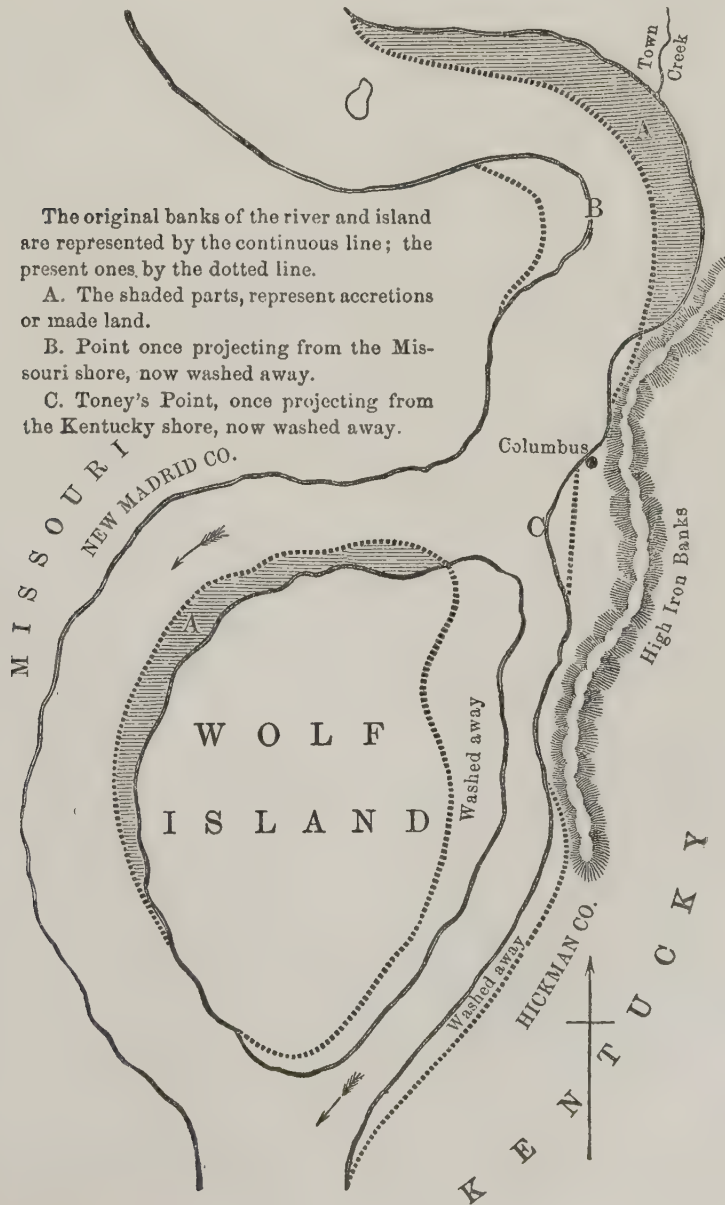 Town
Creek
A
B
The original banks of the river and island
are represented by the continuous line; the
present ones, by the dotted line.
A. The shaded parts, represent accretions
or made land.
B. Point once projecting from the Mis-
souri shore, now washed away.
C. Toney's Point, once projecting from
the Kentucky shore, now washed away.
Columbus
MISSOURI
NEW MADRID CO.
C
High Iron Banks
A
WOLF
ISLAND
Washed away
Washed away
HICKMAN CO.
KENTUCKY